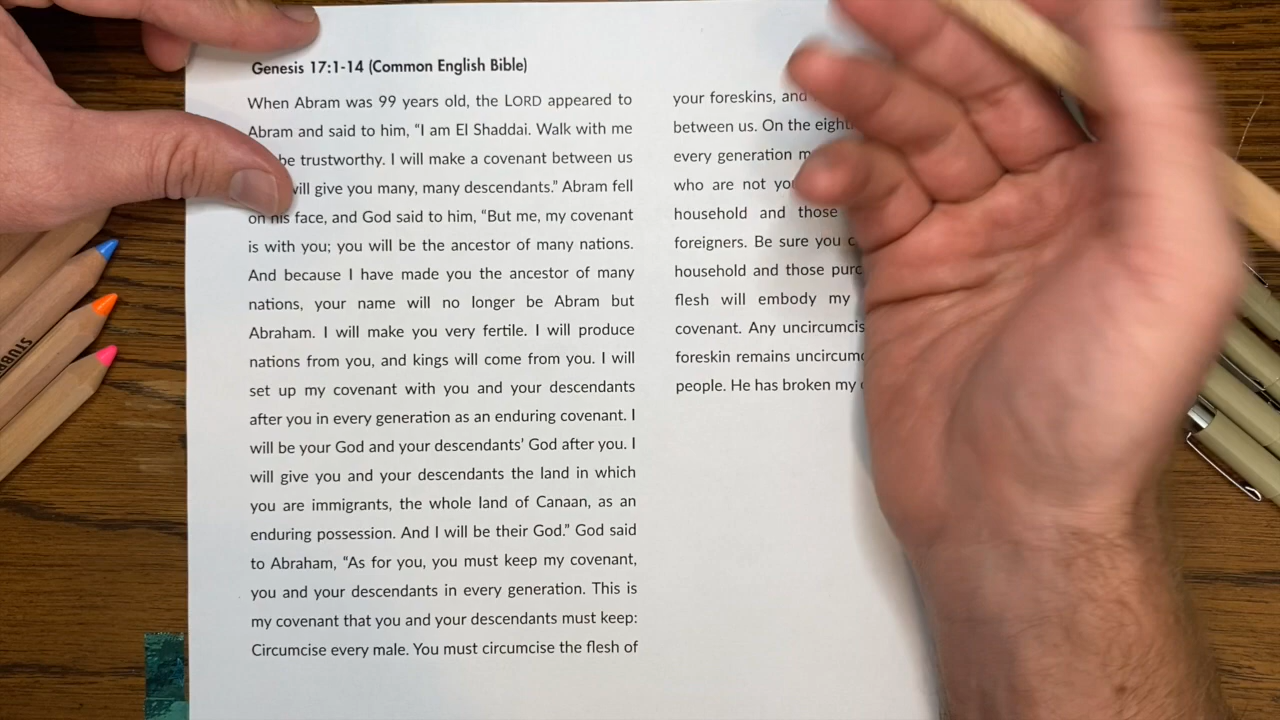 Genesis 17:1-14 (Common English Bible)
When Abram was 99 years old, the LORD appeared to
Abram and said to him, “I am El Shaddai. Walk with me
be trustworthy. I will make a covenant between us
will give you many, many descendants.” Abram fell
on his face, and God said to him, “But me, my covenant
is with you; you will be the ancestor of many nations.
And because I have made you the ancestor of many
nations, your name will no longer be Abram but
Abraham. I will make you very fertile. I will produce
nations from you, and kings will come from you. I will
set up my covenant with you and your descendants
after you in every generation as an enduring covenant. I
will be your God and your descendants’ God after you. I
will give you and your descendants the land in which
you are immigrants, the whole land of Canaan, as an
enduring possession. And I will be their God.” God said
to Abraham, “As for you, you must keep my covenant,
you and your descendants in every generation. This is
my covenant that you and your descendants must keep:
Circumcise every male. You must circumcise the flesh of
your foreskins, and
between us. On the
every generation
who are not
household and those
foreigners. Be sure you
household and those
flesh will embody my
covenant. Any
foreskin remains
people. He has broken my